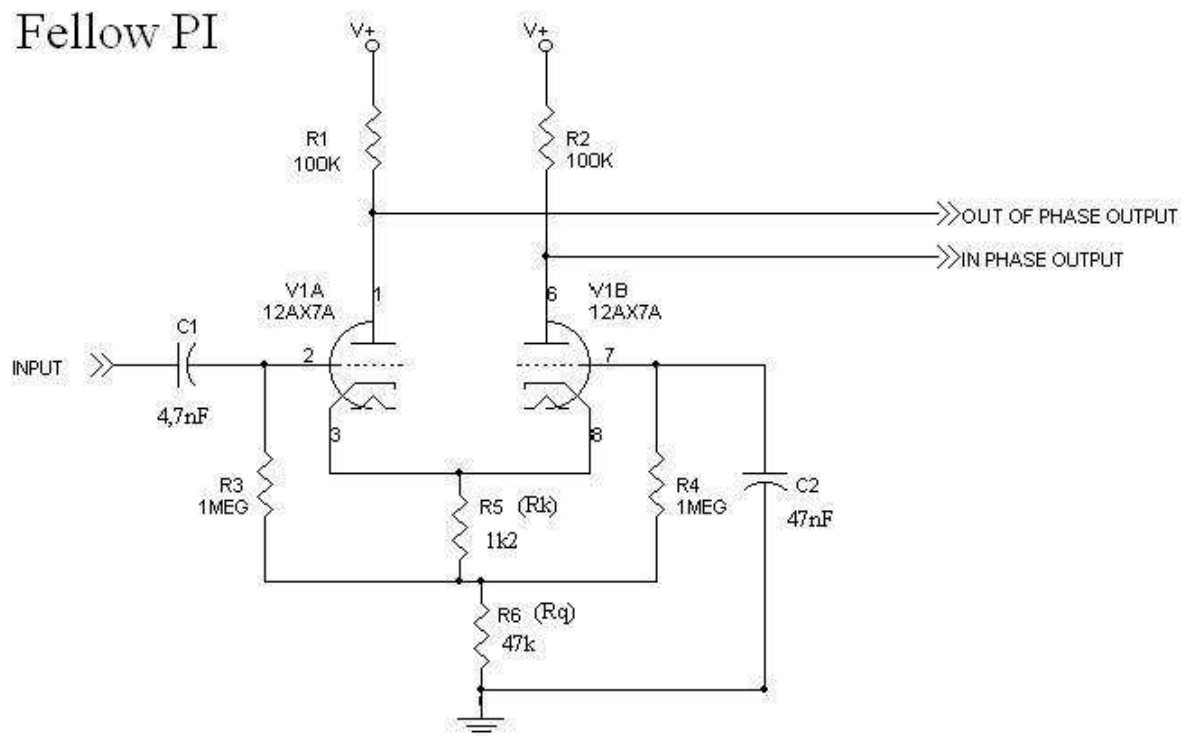 Fellow PI
V+
V+
R1
100K
R2
100K
OUT OF PHASE OUTPUT
IN PHASE OUTPUT
V1A
12AX7A
1
6
V1B
12AX7A
C1
INPUT
2
7
4,7nF
3
8
R3
1MEG
R5 (Rk)
1k2
R4
1MEG
C2
47nF
R6 (Rq)
47k